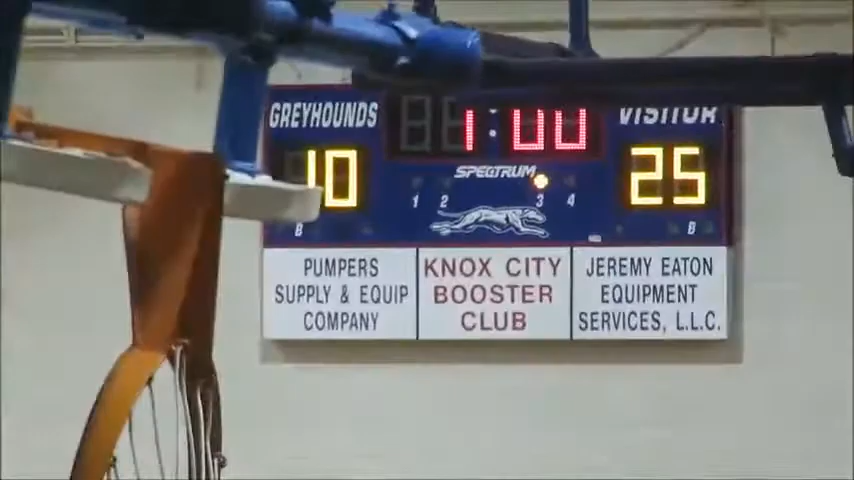 GREYHOUNDS
1:00
VISITOR
10
SPECTRUM
25
1 2 3 4
B
B
PUMPERS
SUPPLY & EQUIP
COMPANY
KNOX CITY
BOOSTER
CLUB
JEREMY EATON
EQUIPMENT
SERVICES, L.L.C.